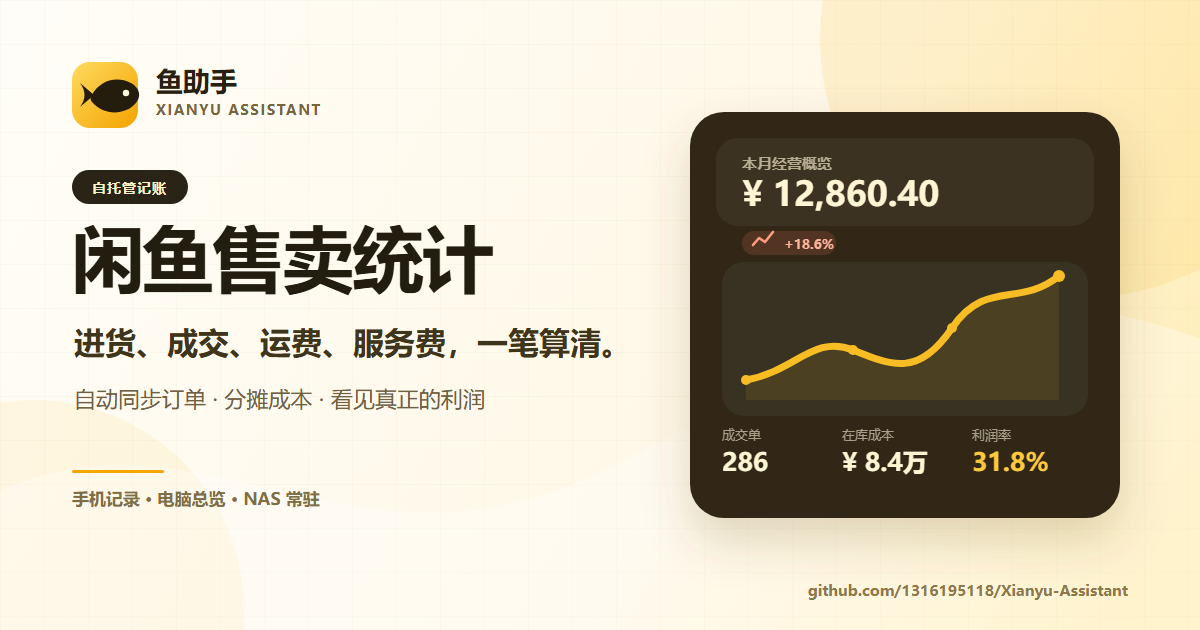 鱼助手
XIANYU ASSISTANT
自托管记账
闲鱼售卖统计
进货、成交、运费、服务费，一笔算清。
自动同步订单 · 分摊成本 · 看见真正的利润
手机记录 • 电脑总览 • NAS 常驻
本月经营概览
¥ 12,860.40
+18.6%
成交单 在库成本 利润率
286 ¥ 8.4万 31.8%
github.com/1316195118/Xianyu-Assistant